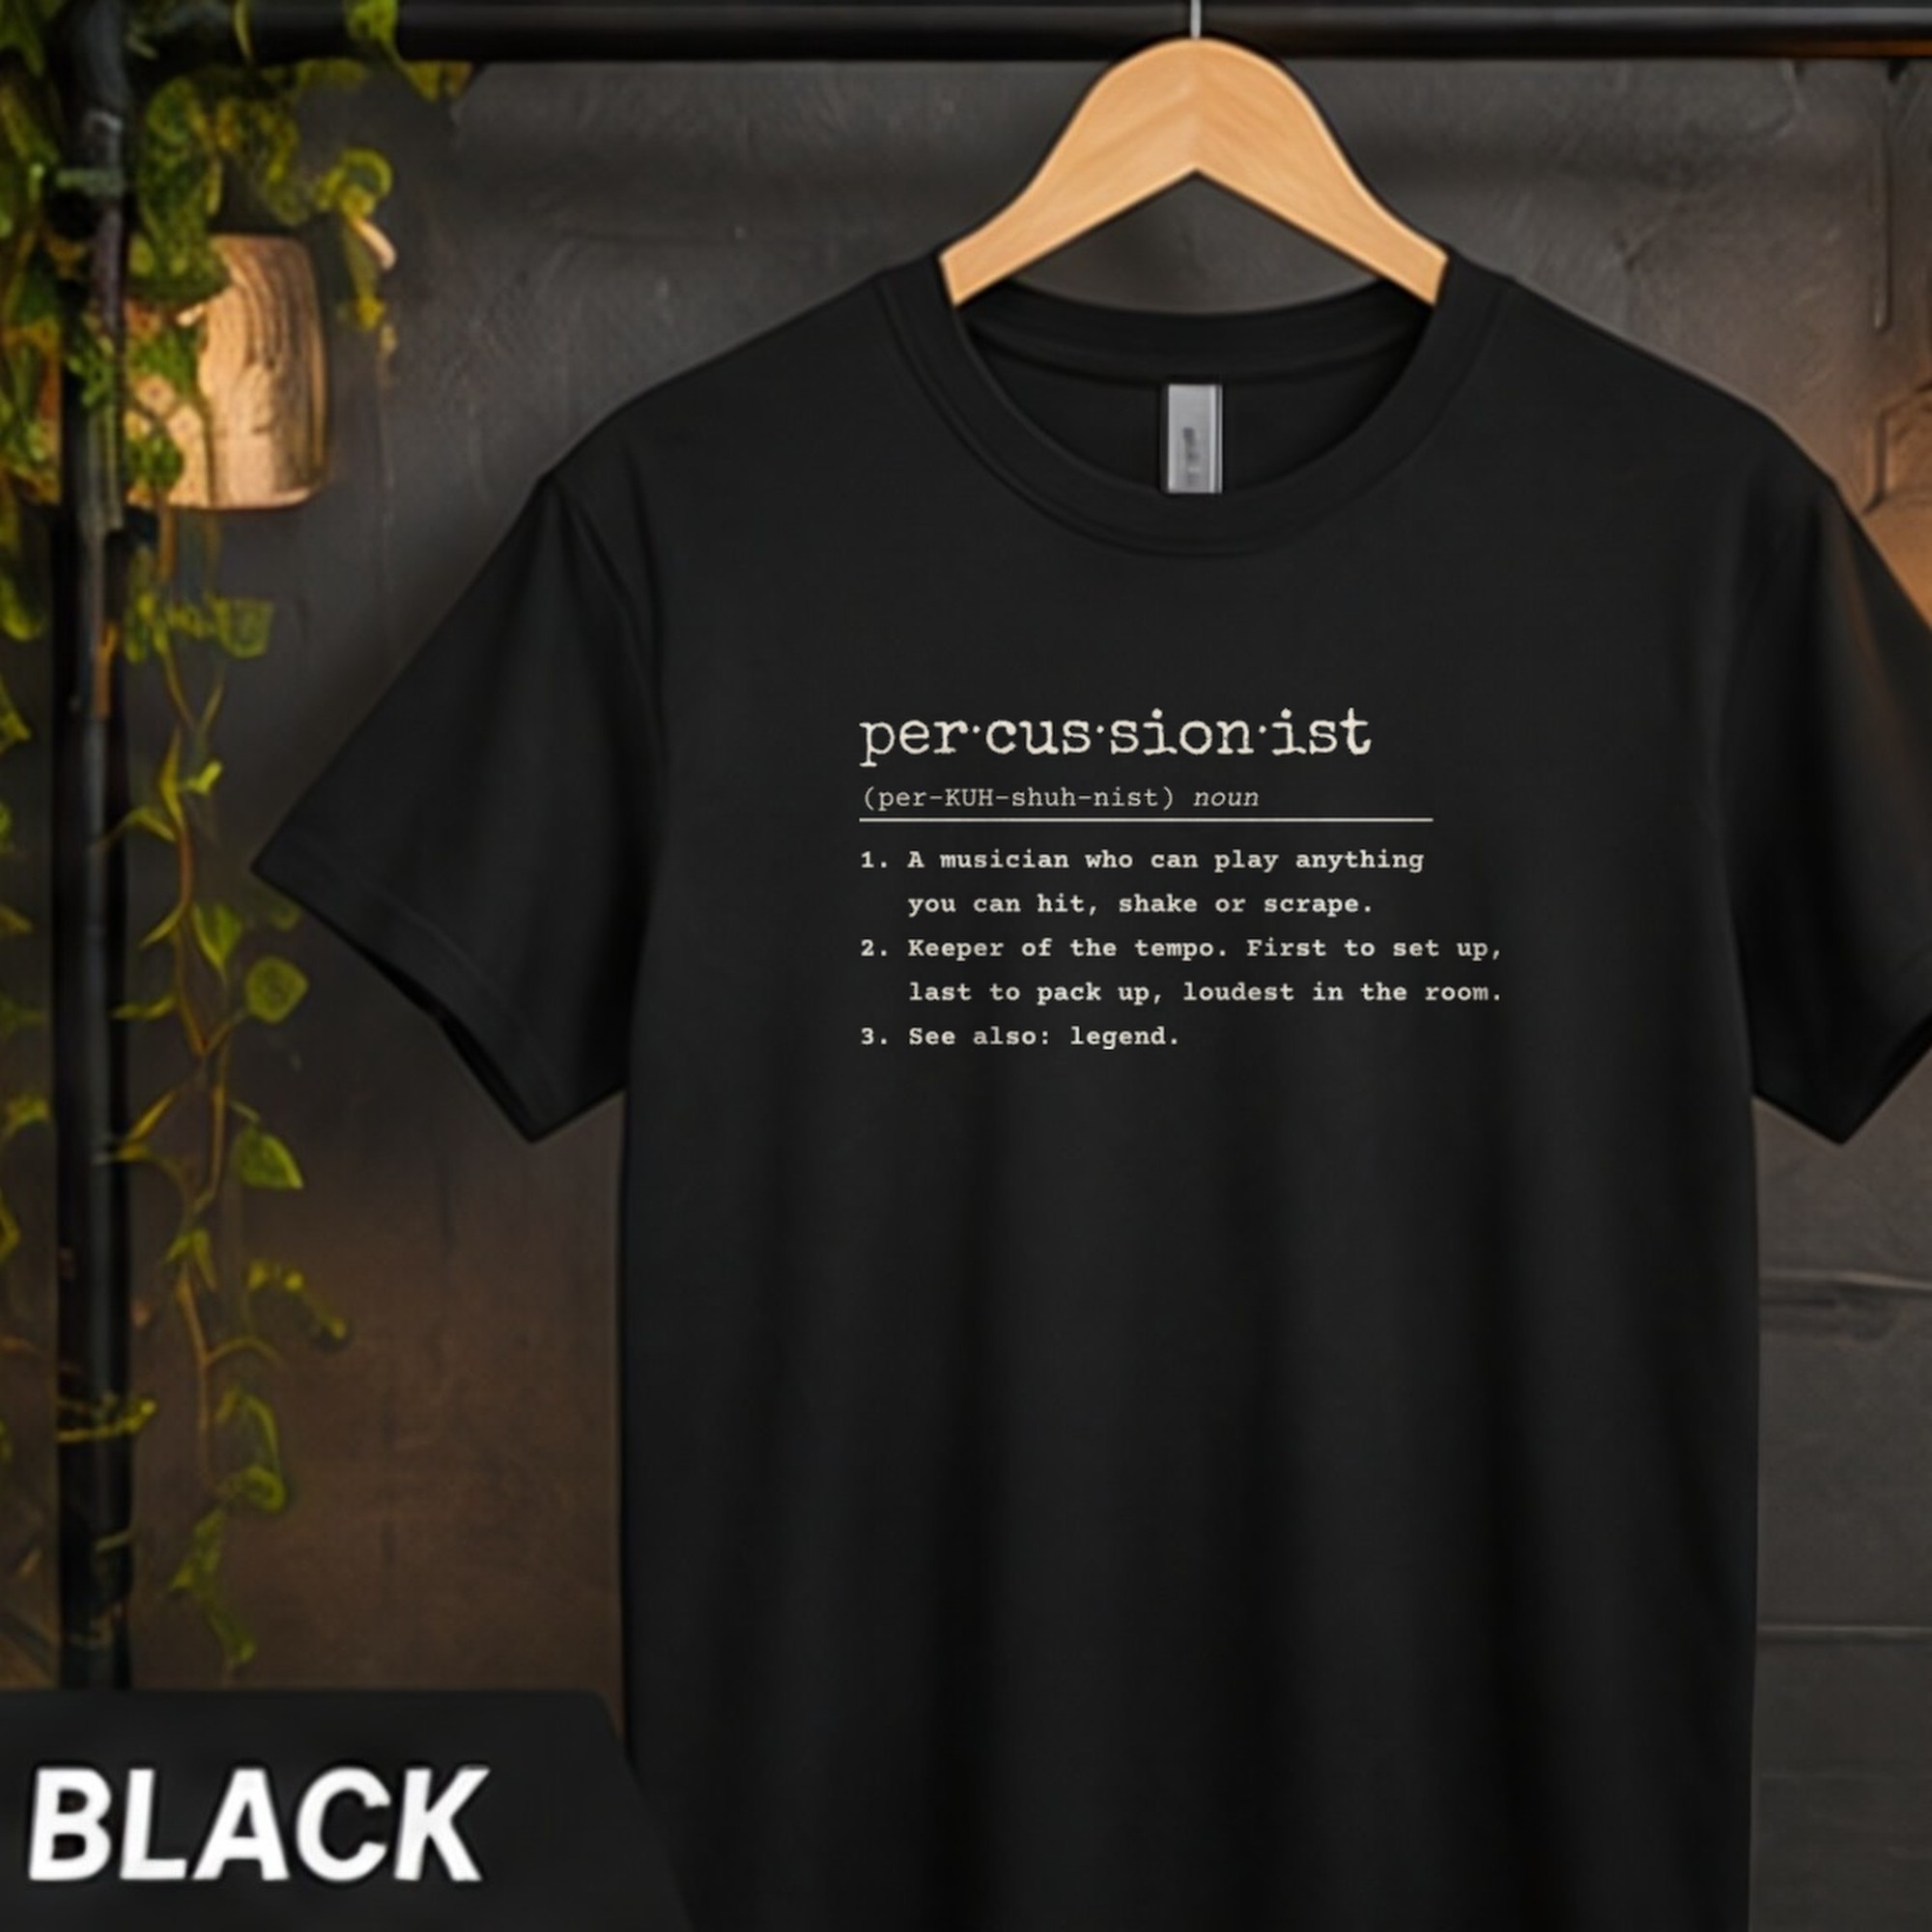 per·cus·sion·ist
(per-KUH-shuh-nist) noun
1. A musician who can play anything
you can hit, shake or scrape.
2. Keeper of the tempo. First to set up,
last to pack up, loudest in the room.
3. See also: legend.
BLACK